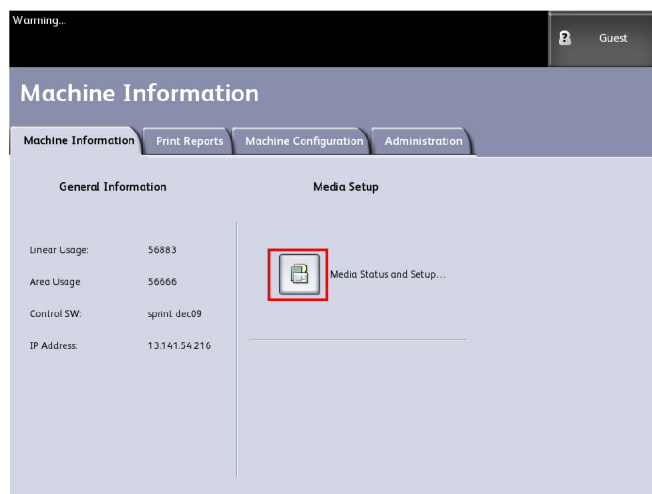 Warming...
Guest
Machine Information
Machine Information
Print Reports
Machine Configuration
Administration
General Information
Media Setup
Linear Usage: 56883
Media Status and Setup...
Area Usage 56666
Control SW: sprint dec09
IP Address: 13.141.54.216